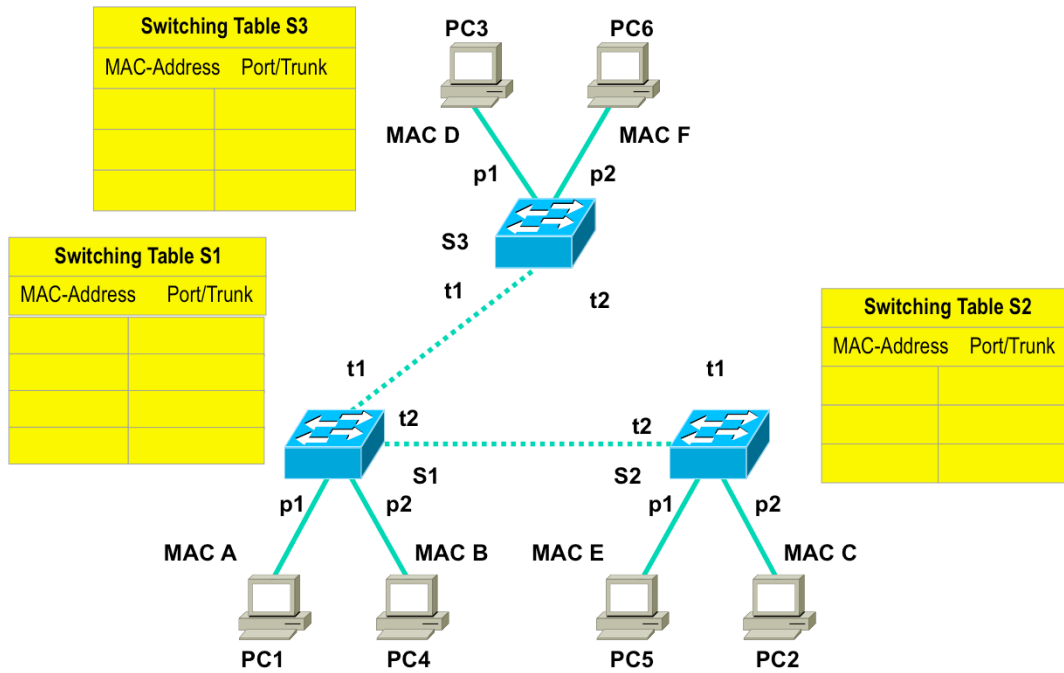 Switching Table S3
MAC-Address Port/Trunk
PC3
PC6
MAC D
MAC F
p1
p2
S3
t1
t2
Switching Table S1
MAC-Address Port/Trunk
Switching Table S2
MAC-Address Port/Trunk
t1
t1
t2
t2
S1
S2
p1
p2
p1
p2
MAC A
MAC B
MAC E
MAC C
PC1
PC4
PC5
PC2